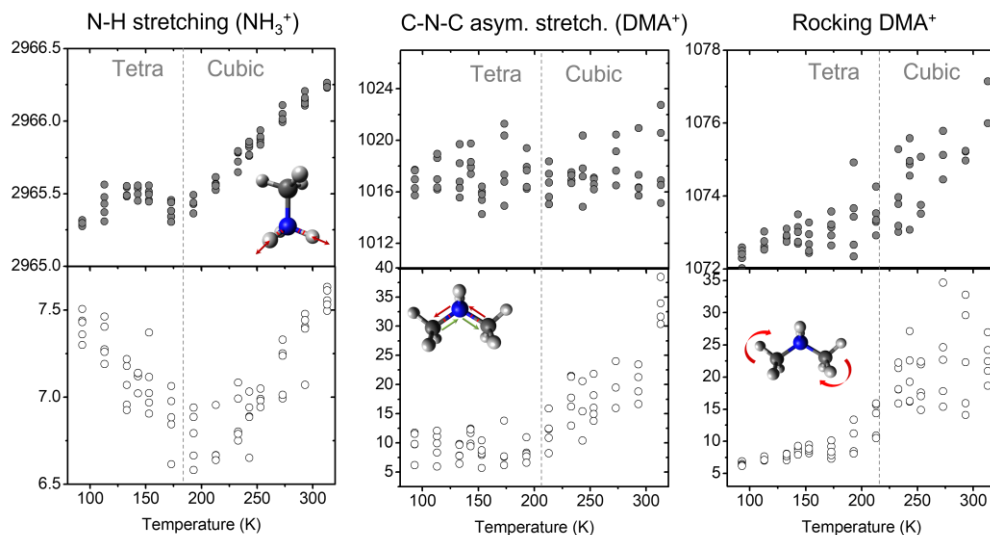 N-H stretching (NH₃⁺)
C-N-C asym. stretch. (DMA⁺)
Rocking DMA⁺
2966.5
2966.0
2965.5
2965.0
Tetra
Cubic
7.5
7.0
6.5
100 150 200 250 300
Temperature (K)
1024
1020
1016
1012
Tetra
Cubic
40
35
30
25
20
15
10
5
100 150 200 250 300
Temperature (K)
1078
1076
1074
1072
Tetra
Cubic
35
30
25
20
15
10
5
100 150 200 250 300
Temperature (K)